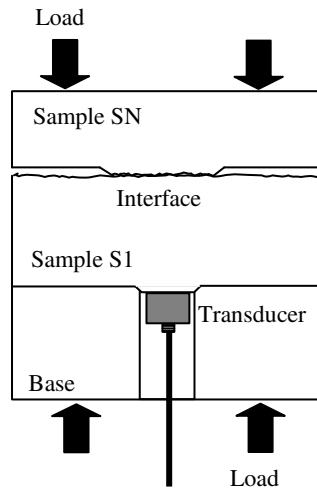 Load
Sample SN
Interface
Sample S1
Transducer
Base
Load